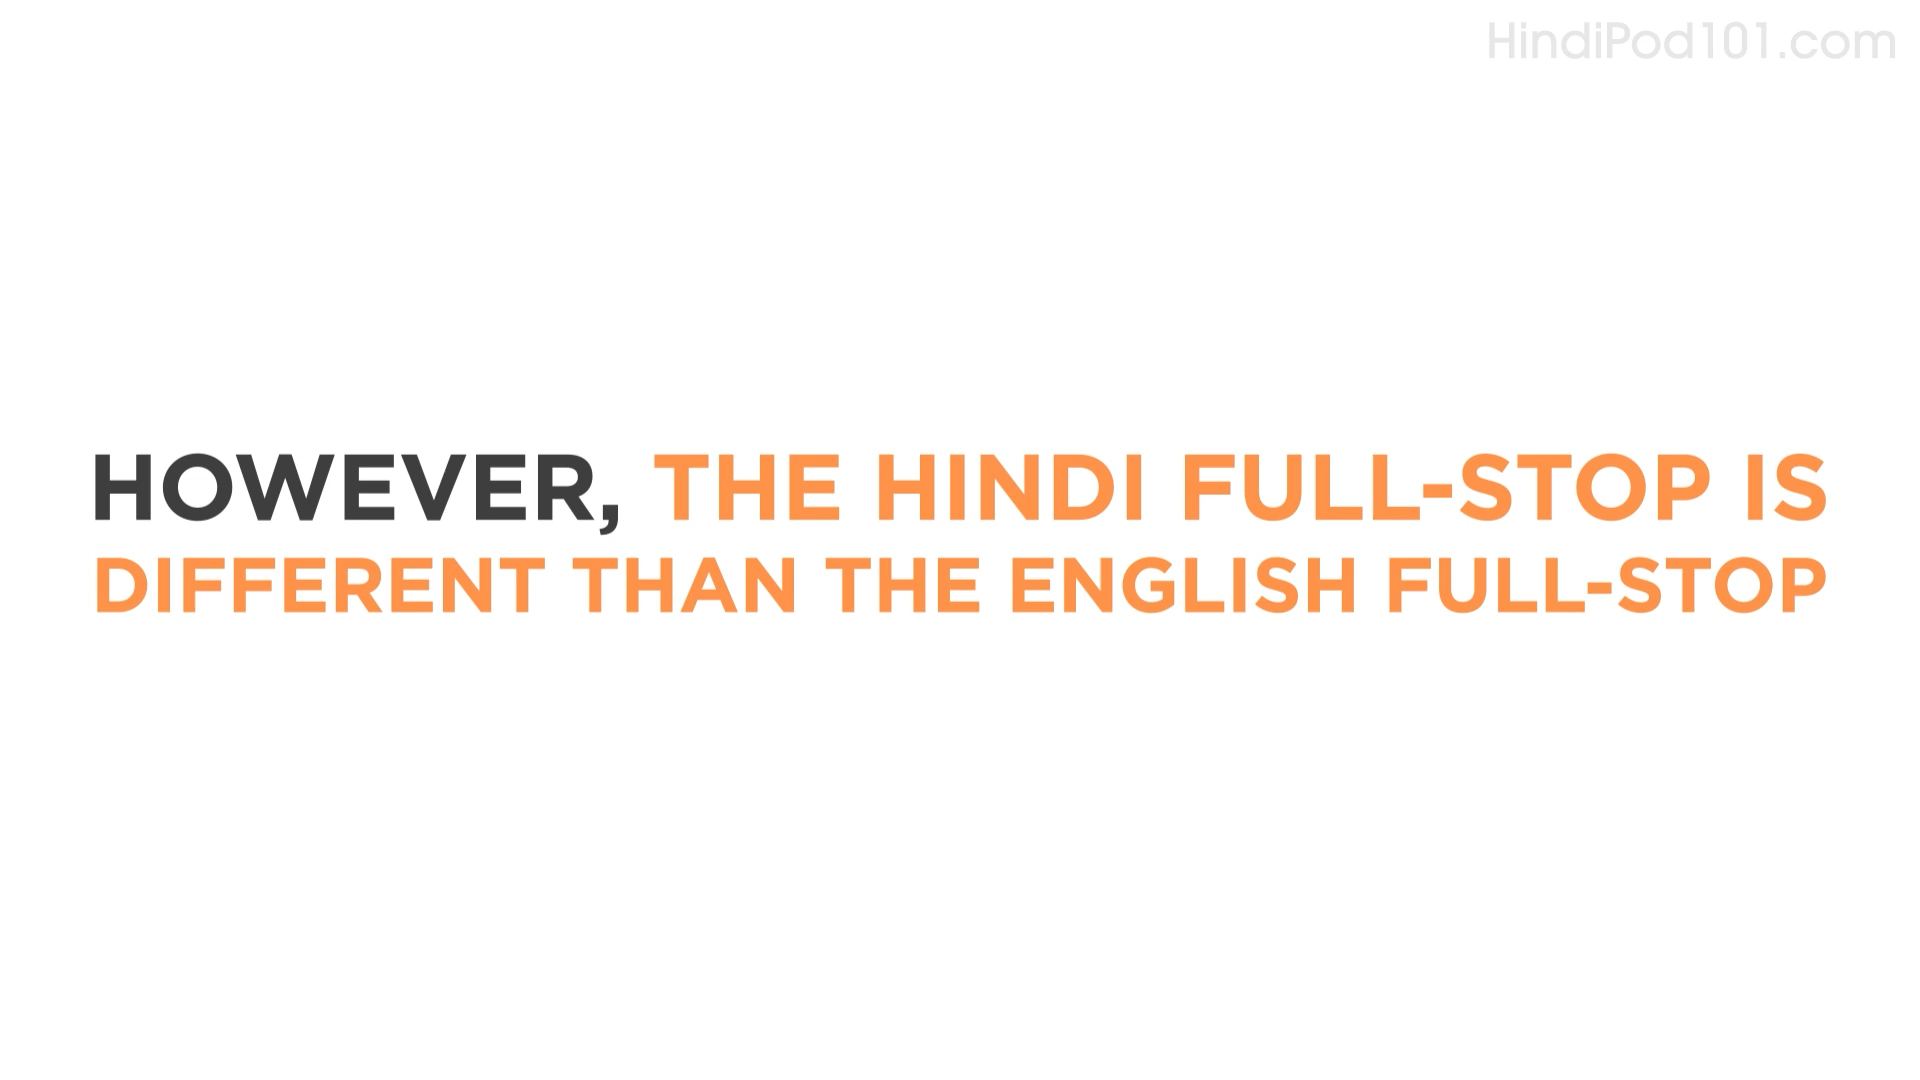 HindiPod101.com
HOWEVER, THE HINDI FULL-STOP IS
DIFFERENT THAN THE ENGLISH FULL-STOP